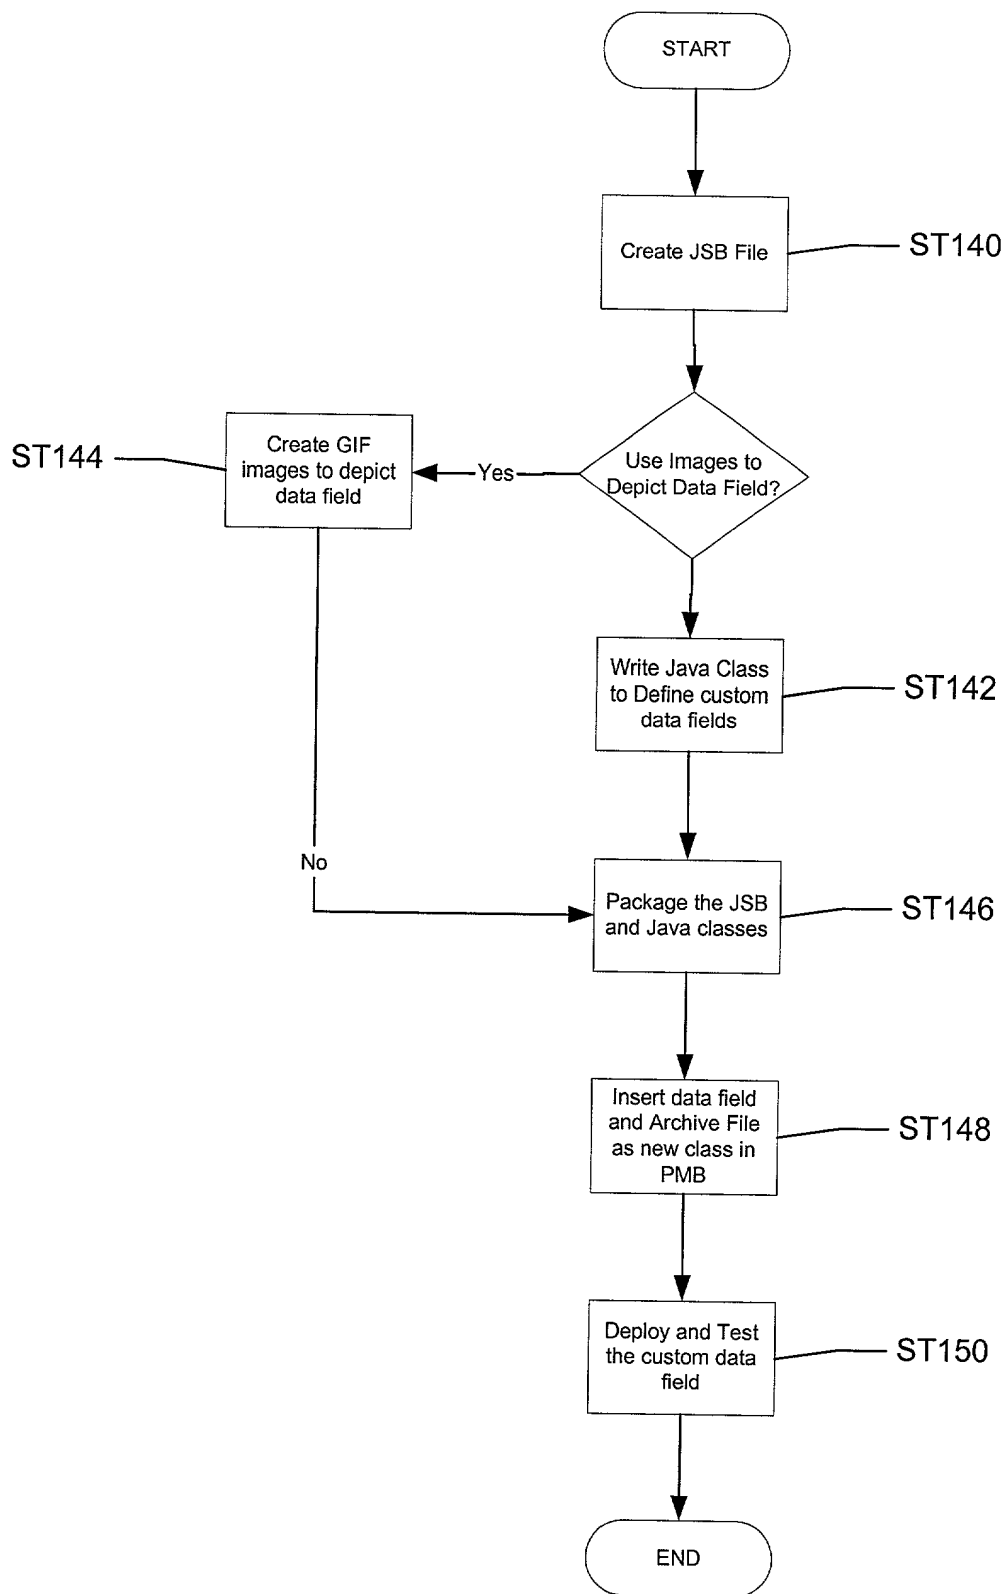 START
Create JSB File
ST140
Use Images to
Depict Data Field?
Yes
Create GIF
images to depict
data field
ST144
Write Java Class
to Define custom
data fields
ST142
No
Package the JSB
and Java classes
ST146
Insert data field
and Archive File
as new class in
PMB
ST148
Deploy and Test
the custom data
field
ST150
END